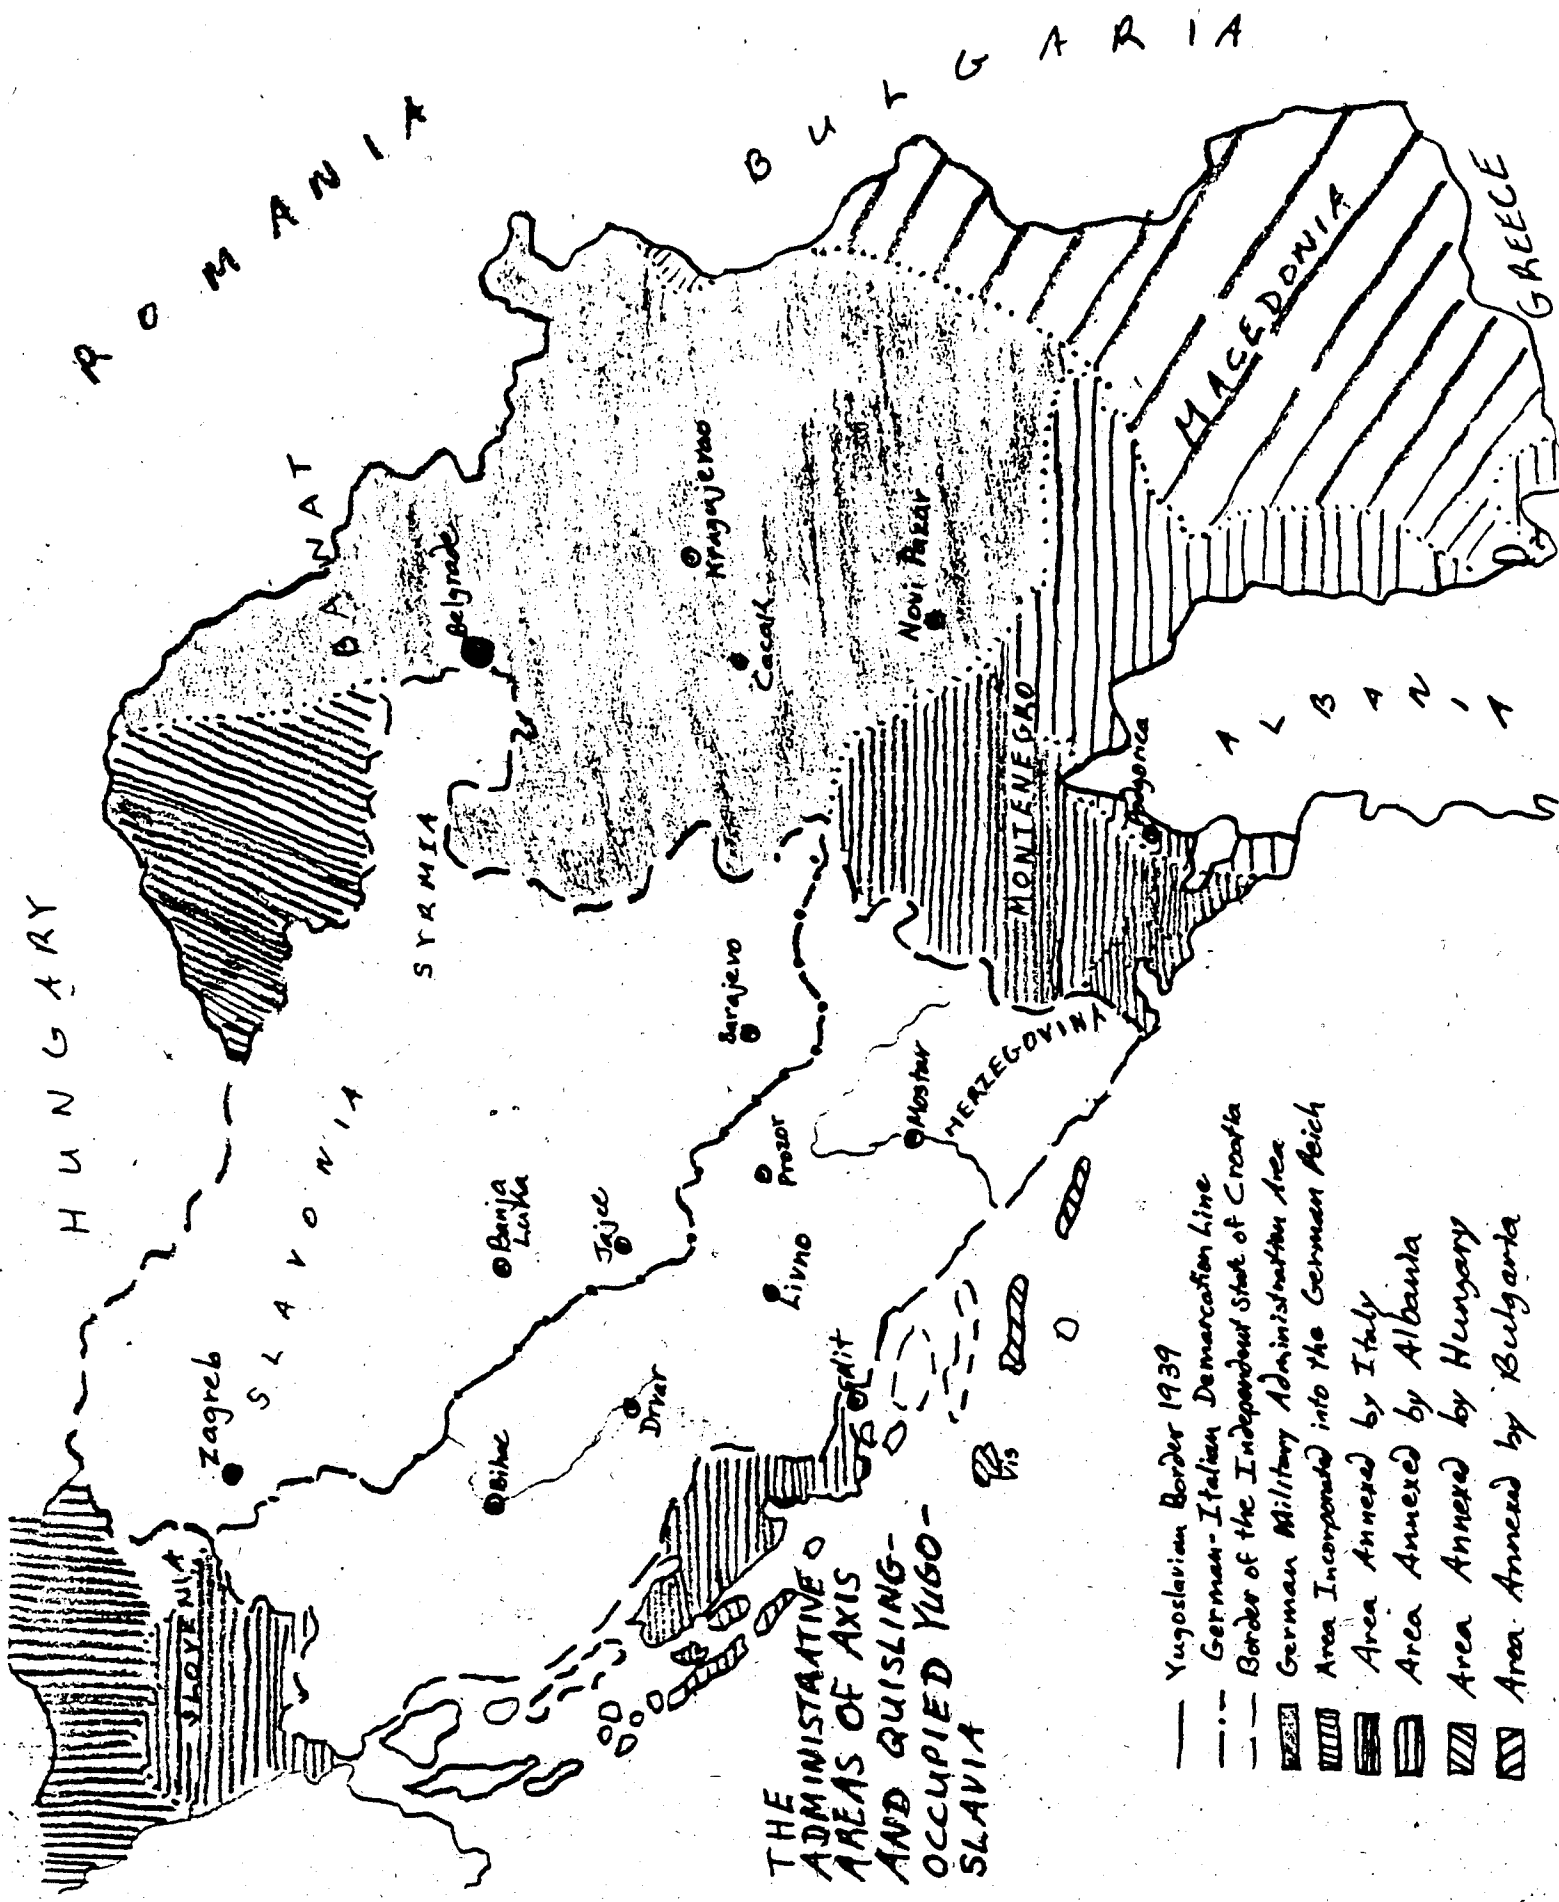 THE
ADMINISTRATIVE
AREAS OF AXIS
AND QUISLING-
OCCUPIED YUGO-
SLAVIA
HUNGARY
ROMANIA
BULGARIA
GREECE
ALBANIA
SLOVENIA
SLAVONIA
SYRMIA
BANAT
HERZEGOVINA
MONTENEGRO
MACEDONIA
Zagreb
Banja
Luka
Jajce
Bihac
Drvar
Livno
Prozor
Sarajevo
Mostar
Split
Vis
Belgrade
Kragujevac
Cacak
Novi Pazar
Podgorica
Yugoslavian Border 1939
German-Italian Demarcation Line
Border of the Independent State of Croatia
German Military Administration Area
Area Incorporated into the German Reich
Area Annexed by Italy
Area Annexed by Albania
Area Annexed by Hungary
Area Annexed by Bulgaria